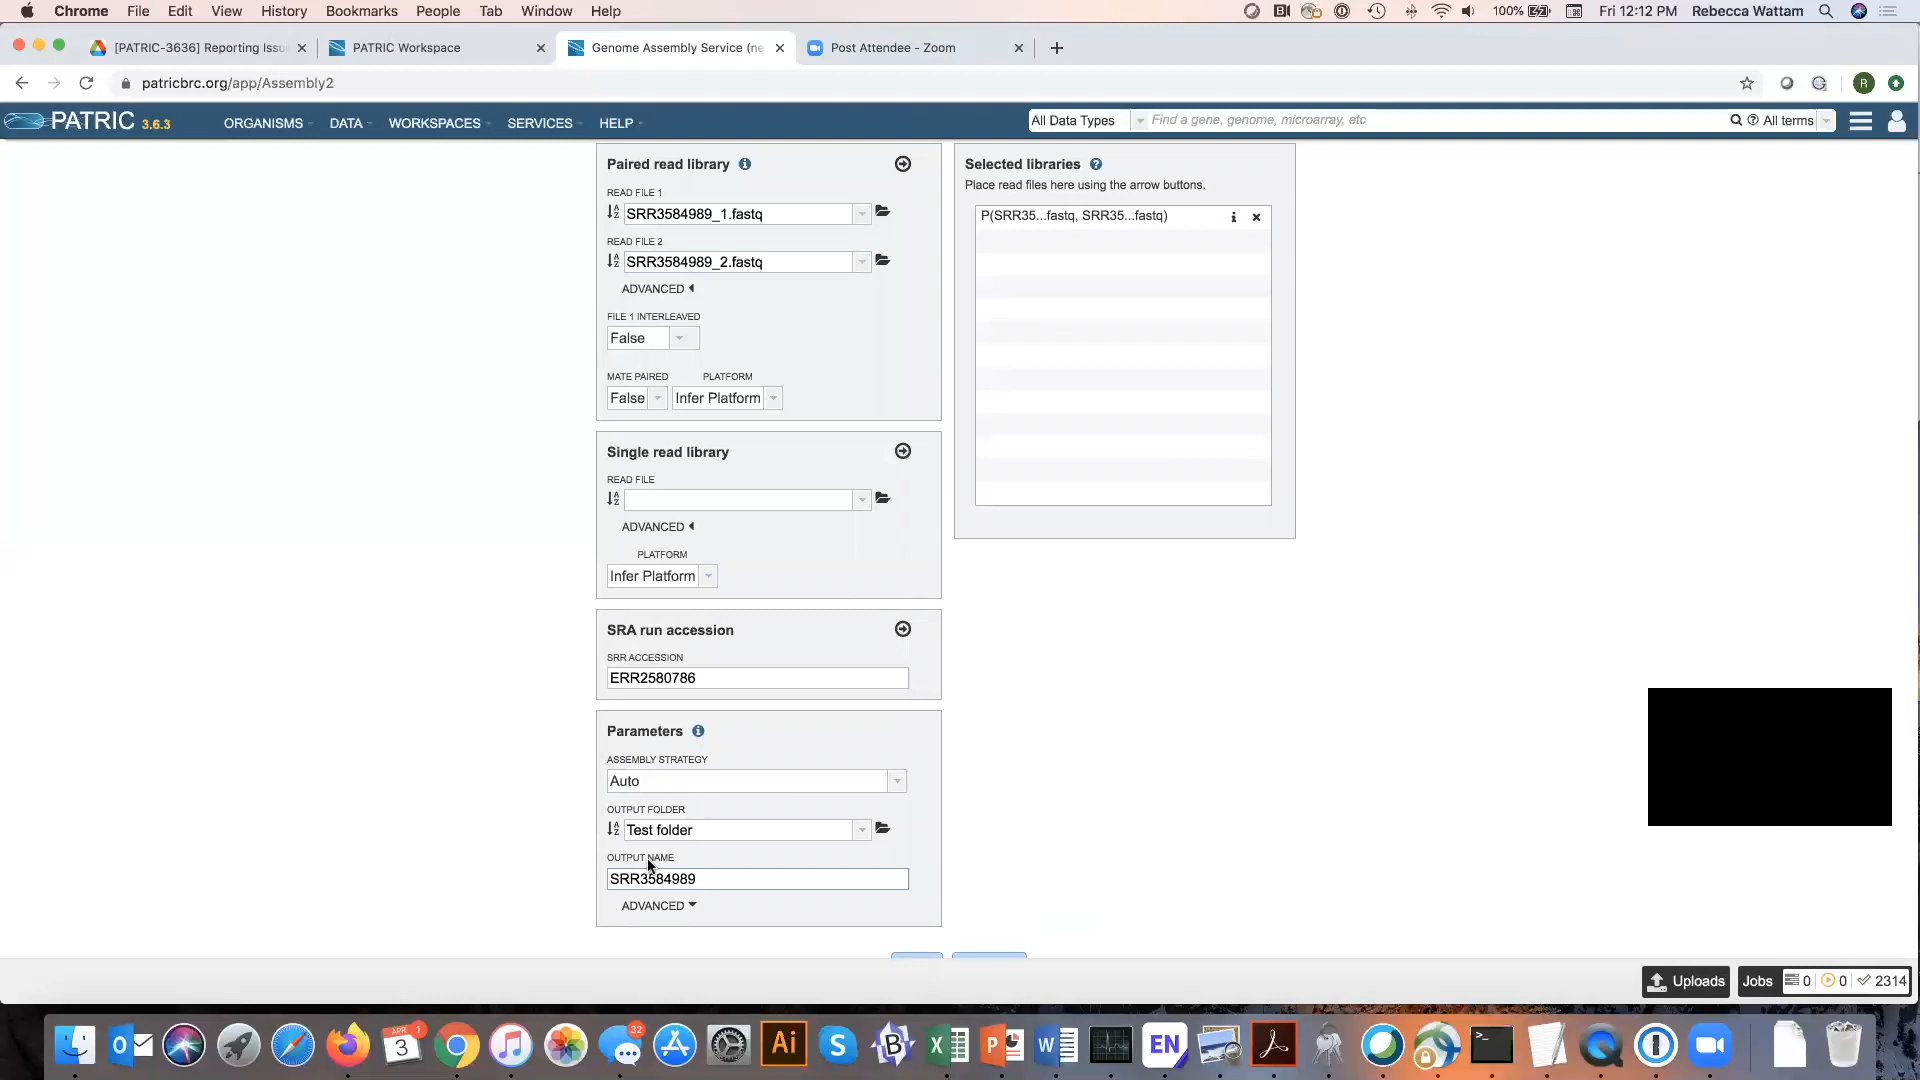 Chrome File Edit View History Bookmarks People Tab Window Help 100% Fri 12:12 PM Rebecca Wattam
[PATRIC-3636] Reporting Issu
PATRIC Workspace
Genome Assembly Service (ne
Post Attendee - Zoom
patricbrc.org/app/Assembly2
R
PATRIC 3.6.3 ORGANISMS DATA WORKSPACES SERVICES HELP All Data Types Find a gene, genome, microarray, etc All terms
Paired read library
READ FILE 1
SRR3584989_1.fastq
READ FILE 2
SRR3584989_2.fastq
ADVANCED
FILE 1 INTERLEAVED
False
MATE PAIRED PLATFORM
False Infer Platform
Single read library
READ FILE
ADVANCED
PLATFORM
Infer Platform
SRA run accession
SRR ACCESSION
ERR2580786
Parameters
ASSEMBLY STRATEGY
Auto
OUTPUT FOLDER
Test folder
OUTPUT NAME
SRR3584989
ADVANCED
Selected libraries
Place read files here using the arrow buttons.
P(SRR35...fastq, SRR35...fastq)
Uploads Jobs 0 0 2314
APR 1
3
32
Ai
EN